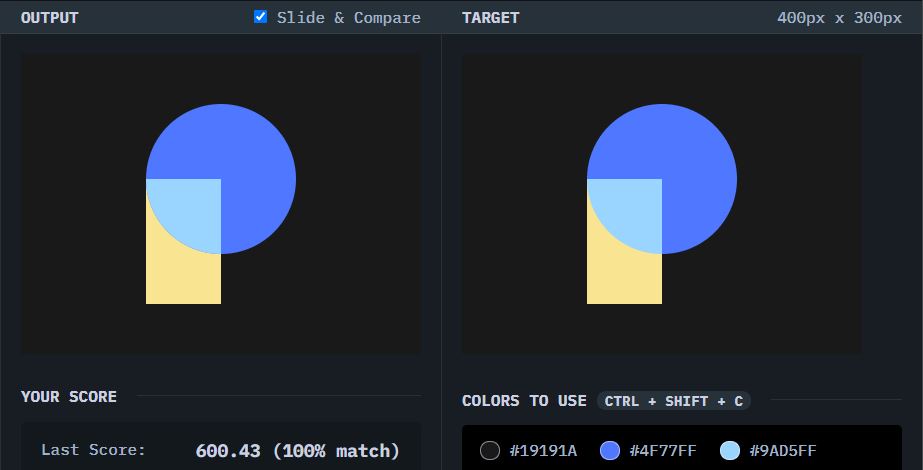 OUTPUT
Slide & Compare
TARGET
400px x 300px
YOUR SCORE
Last Score: 600.43 (100% match)
COLORS TO USE CTRL + SHIFT + C
#19191A #4F77FF #9AD5FF